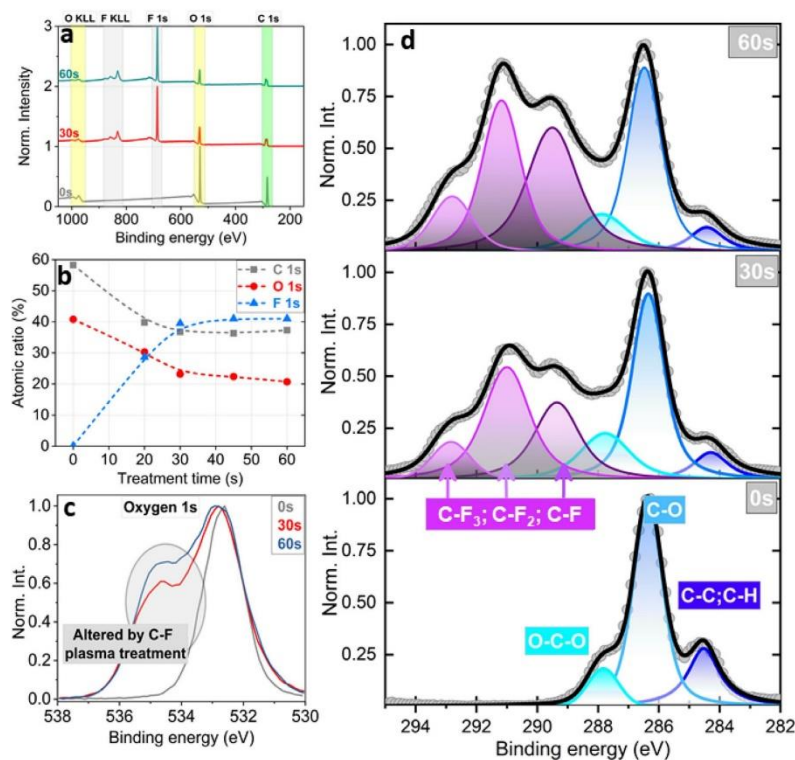 O KLL F KLL F 1s O 1s C 1s
a
3
2
1
0
60s
30s
0s
Norm. Intensity
1000 800 600 400 200
Binding energy (eV)
b
60
50
40
30
20
10
0
C 1s
O 1s
F 1s
Atomic ratio (%)
0 10 20 30 40 50 60
Treatment time (s)
c
Oxygen 1s
0s
30s
60s
1.0
0.8
0.6
0.4
0.2
0.0
Altered by C-F
plasma treatment
Norm. Int.
538 536 534 532 530
Binding energy (eV)
d
60s
1.00
0.75
0.50
0.25
Norm. Int.
30s
1.00
0.75
0.50
0.25
Norm. Int.
C-F3; C-F2; C-F
0s
1.00
0.75
0.50
0.25
Norm. Int.
C-O
C-C;C-H
O-C-O
294 292 290 288 286 284 282
Binding energy (eV)